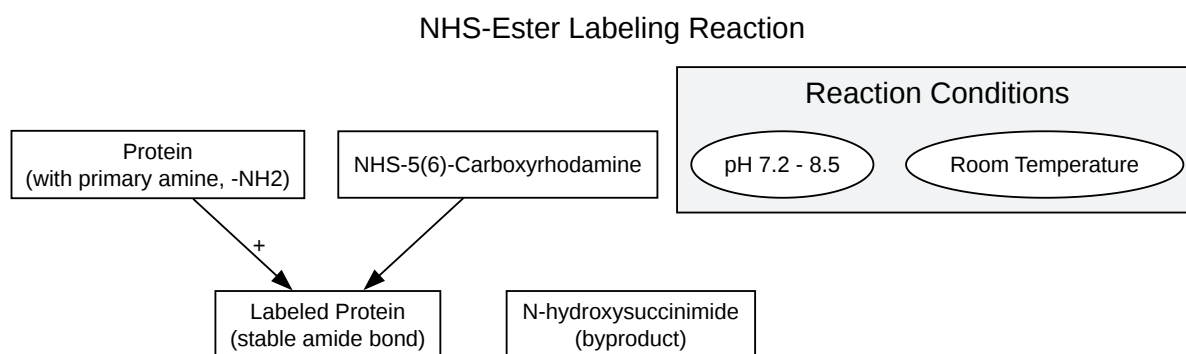 NHS-Ester Labeling Reaction
Reaction Conditions
Protein
(with primary amine, -NH2)
NHS-5(6)-Carboxyrhodamine
pH 7.2 - 8.5
Room Temperature
+
Labeled Protein
(stable amide bond)
N-hydroxysuccinimide
(byproduct)